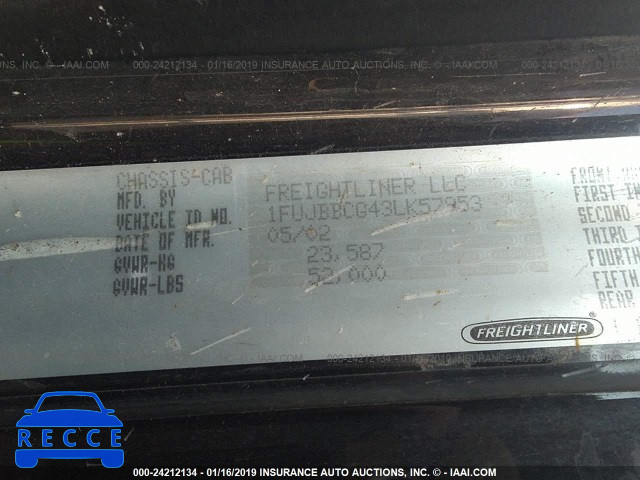 000-24212134 - 01/16/2019 INSURANCE AUTO AUCTIONS, INC. © - IAAI.COM
CHASSIS-CAB
MFD. BY FREIGHTLINER LLC
VEHICLE ID NO. 1FUJBBCG43LK57953
DATE OF MFR. 05/02
GVWR-KG 23,587
GVWR-LBS 52,000
FIRST-
SECOND
THIRD
FOURTH
FIFTH
REAR
FREIGHTLINER
RECCE
000-24212134 - 01/16/2019 INSURANCE AUTO AUCTIONS, INC. © - IAAI.COM